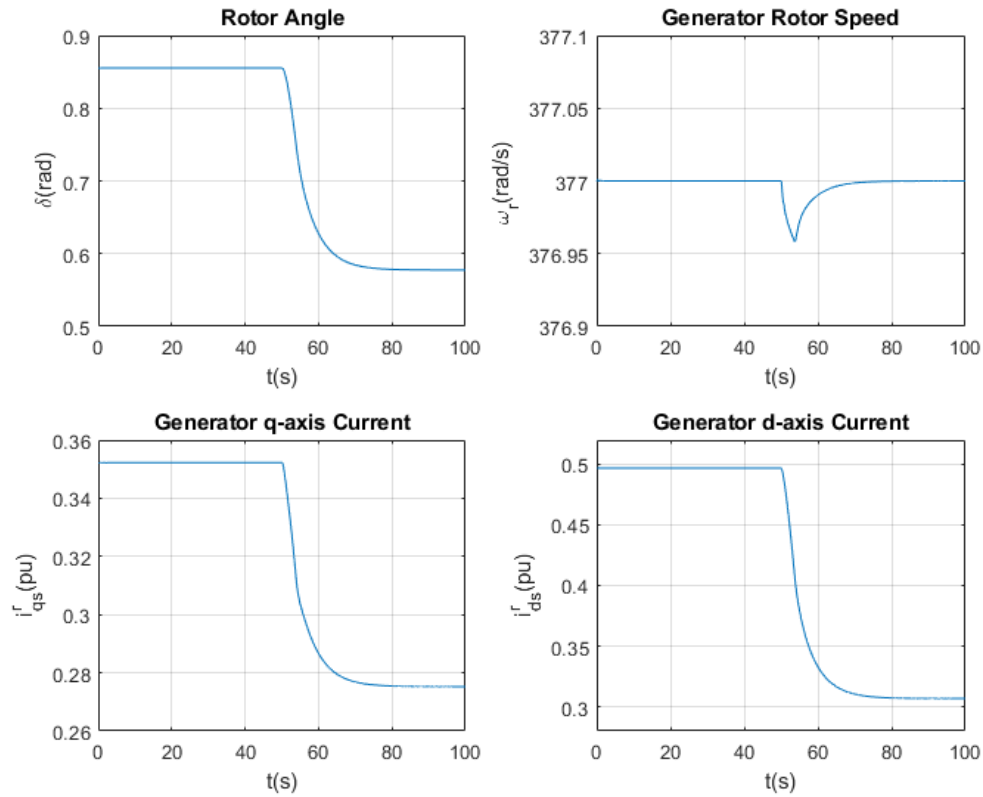 Rotor Angle
0.9
0.8
0.7
0.6
0.5
δ(rad)
0 20 40 60 80 100
t(s)
Generator Rotor Speed
377.1
377.05
377
376.95
376.9
ω_r(rad/s)
0 20 40 60 80 100
t(s)
Generator q-axis Current
0.36
0.34
0.32
0.3
0.28
0.26
i^r_qs(pu)
0 20 40 60 80 100
t(s)
Generator d-axis Current
0.5
0.45
0.4
0.35
0.3
i^r_ds(pu)
0 20 40 60 80 100
t(s)